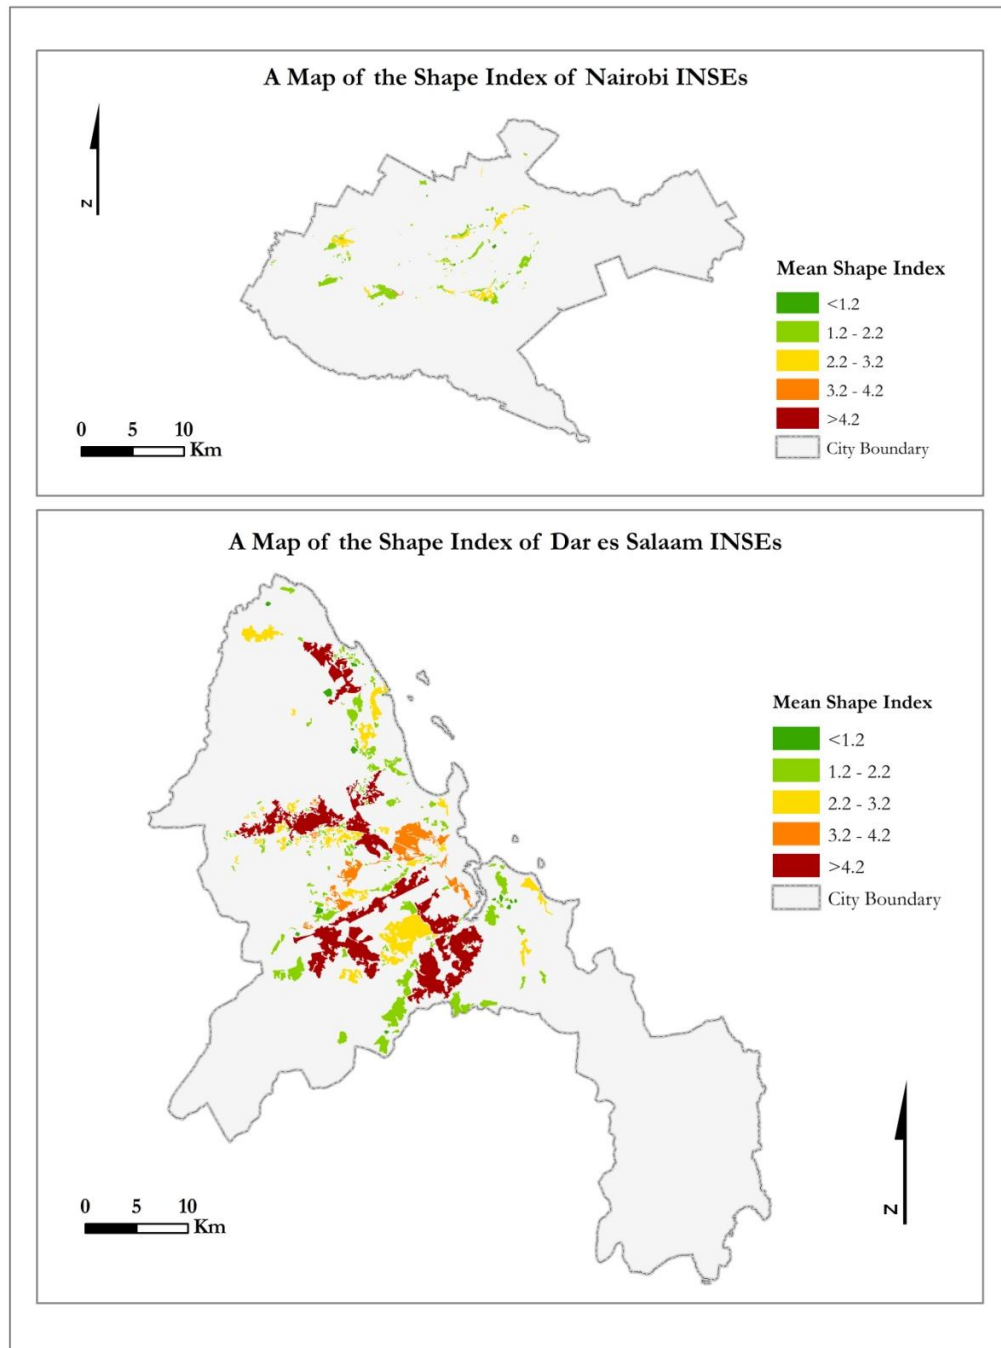 A Map of the Shape Index of Nairobi INSEs
N
Mean Shape Index
<1.2
1.2 - 2.2
2.2 - 3.2
3.2 - 4.2
>4.2
City Boundary
0 5 10
Km
A Map of the Shape Index of Dar es Salaam INSEs
Mean Shape Index
<1.2
1.2 - 2.2
2.2 - 3.2
3.2 - 4.2
>4.2
City Boundary
0 5 10
Km
N